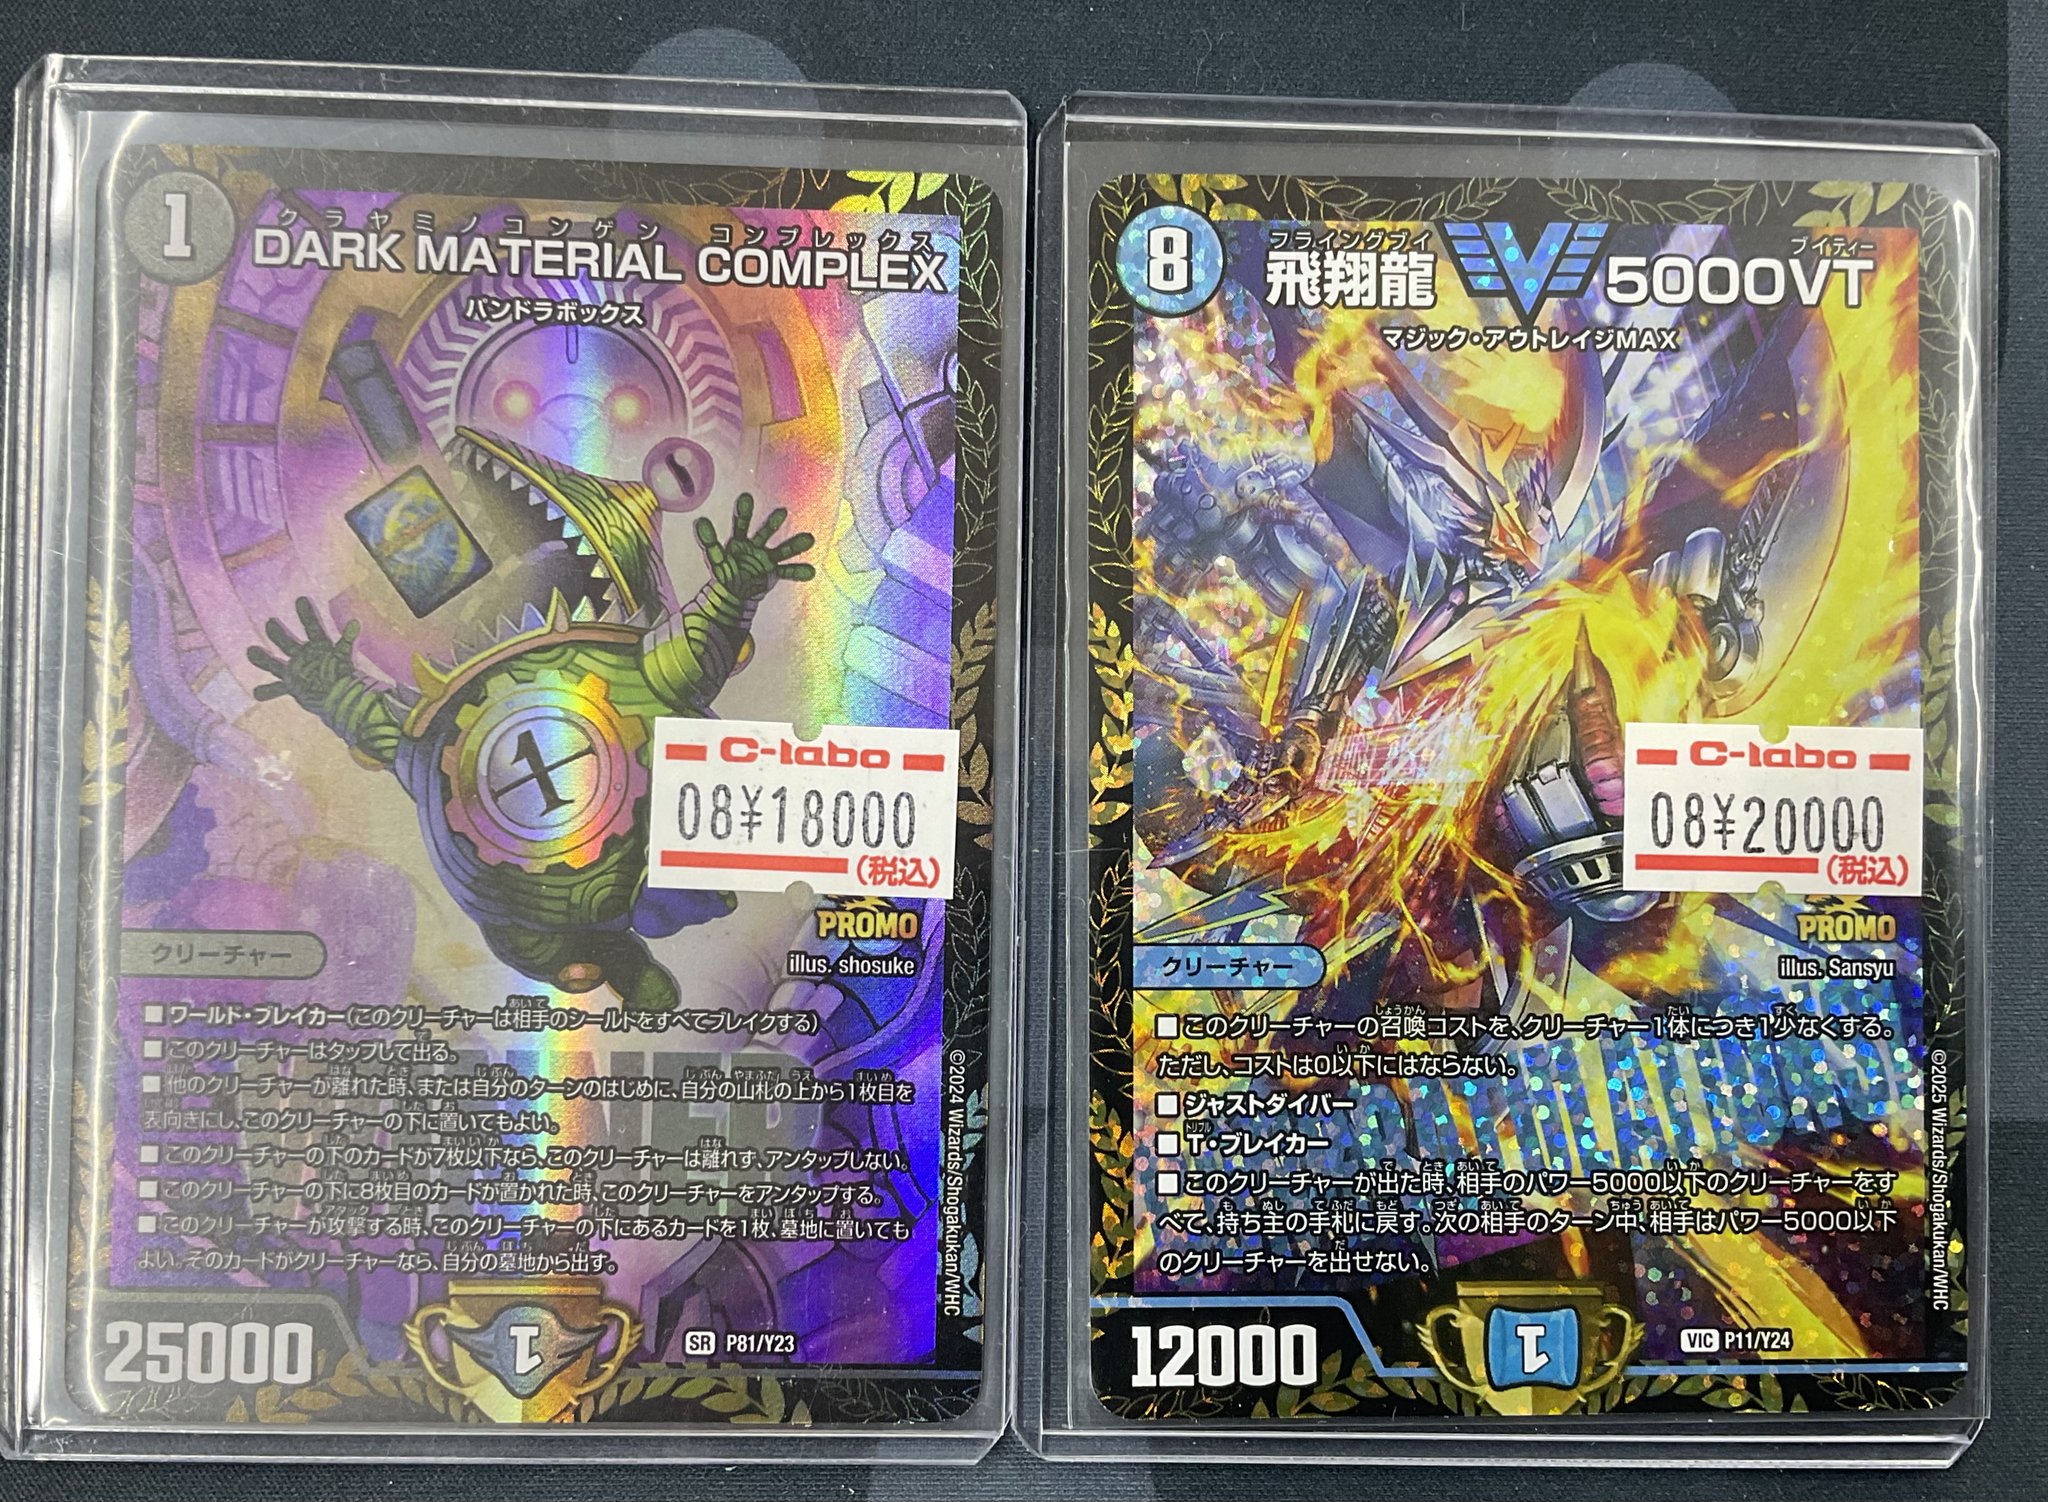 1
クラヤミノコンゲン コンプレックス
DARK MATERIAL COMPLEX
パンドラボックス
C-labo
08¥18000
(税込)
PROMO
クリーチャー
illus. shosuke
■ワールド・ブレイカー(このクリーチャーは相手のシールドをすべてブレイクする)
■このクリーチャーはタップして出る。
■他のクリーチャーが離れた時、または自分のターンのはじめに、自分の山札の上から1枚目を
表向きにし、このクリーチャーの下に置いてもよい。
■このクリーチャーの下のカードが7枚以下なら、このクリーチャーは離れず、アンタップしない。
■このクリーチャーの下に8枚目のカードが置かれた時、このクリーチャーをアンタップする。
■このクリーチャーが攻撃する時、このクリーチャーの下にあるカードを1枚、墓地に置いても
よい。そのカードがクリーチャーなら、自分の墓地から出す。
25000
1
SR P81/Y23
©2024 Wizards/Shogakukan/WHC
8
フライングブイ ブイティー
飛翔龍 V 5000VT
マジック・アウトレイジMAX
C-labo
08¥20000
(税込)
PROMO
クリーチャー
illus. Sansyu
■このクリーチャーの召喚コストを、クリーチャー1体につき1少なくする。
ただし、コストは0以下にはならない。
■ジャストダイバー
■T・ブレイカー
■このクリーチャーが出た時、相手のパワー5000以下のクリーチャーをす
べて、持ち主の手札に戻す。次の相手のターン中、相手はパワー5000以下
のクリーチャーを出せない。
12000
1
VIC P11/Y24
©2025 Wizards/Shogakukan/WHC